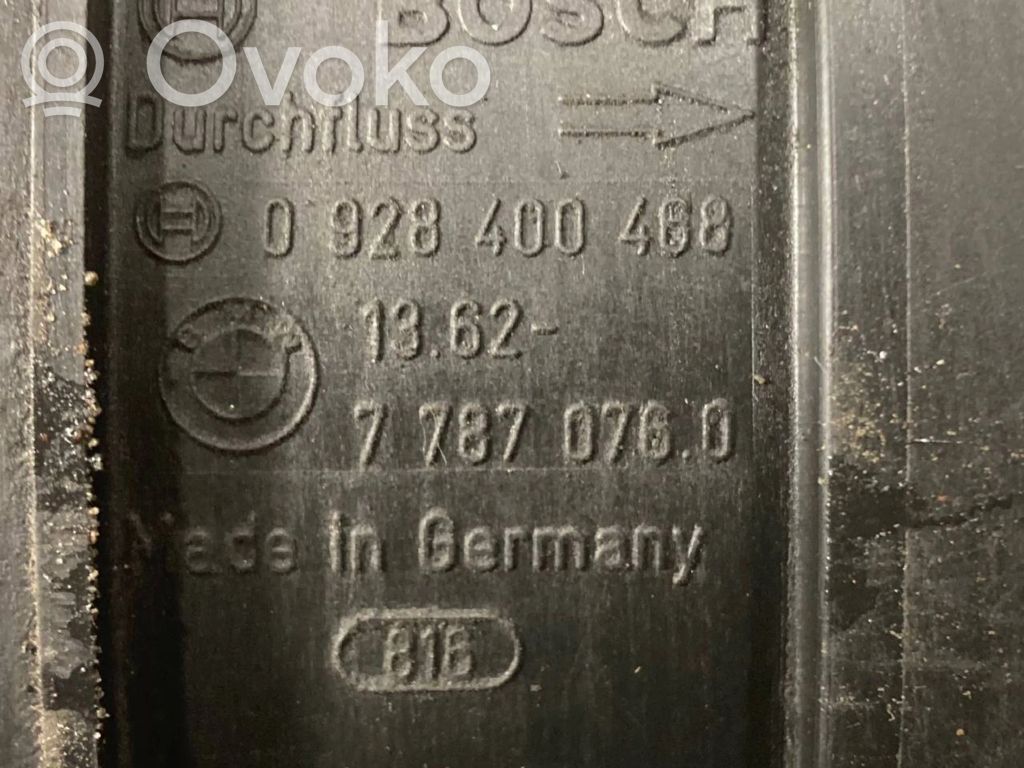 BOSCH
Ovoko
Durchfluss
0 928 400 468
13.62-
7 787 076.0
Made in Germany
816